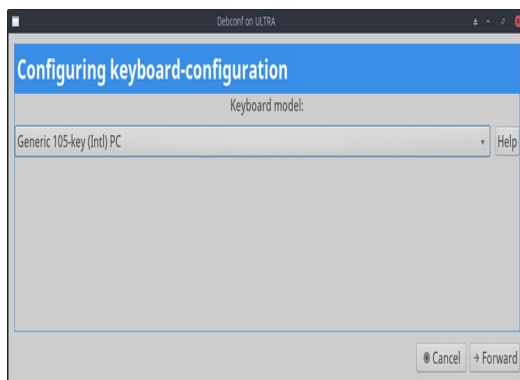 Debconf on ULTRA
Configuring keyboard-configuration
Keyboard model:
Generic 105-key (Intl) PC
Help
Cancel
Forward